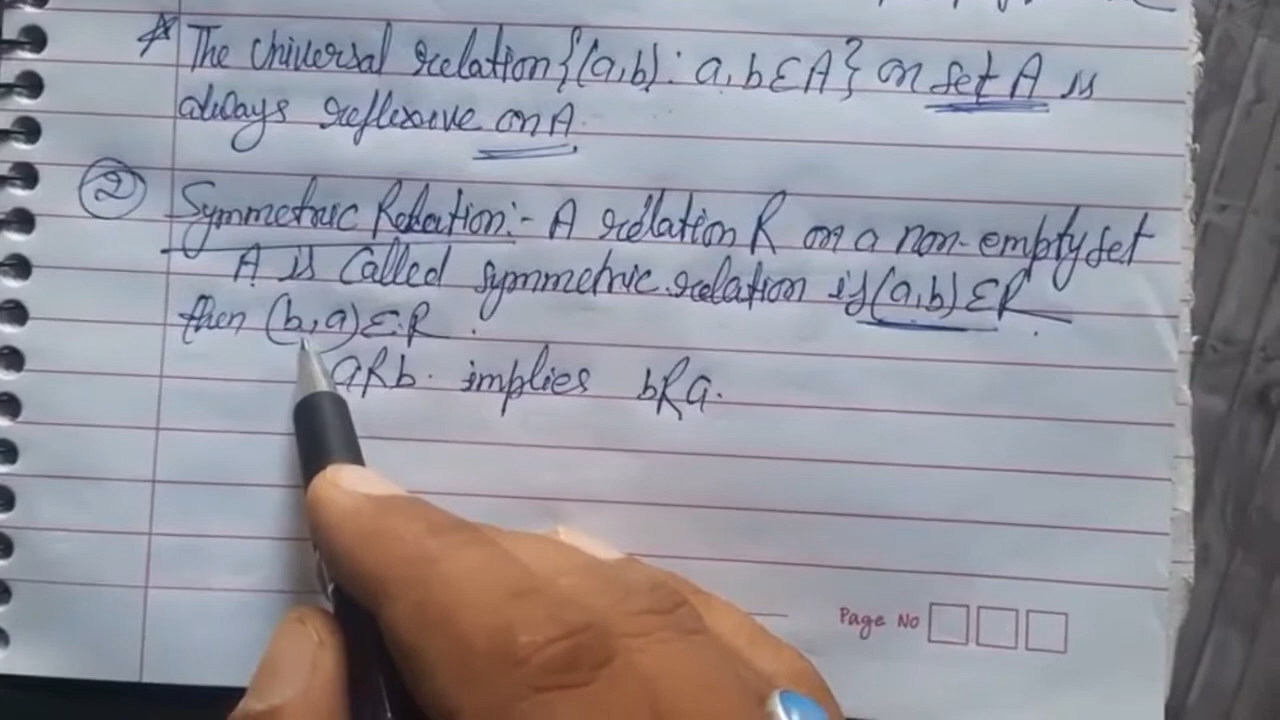 * The Universal relation {(a,b) : a,b ∈ A} on set A is
always reflexive on A.
② Symmetric Relation:- A relation R on a non-empty set
A is Called symmetric relation if (a,b) ∈ R
then (b,a) ∈ R.
aRb. implies bRa.
Page No